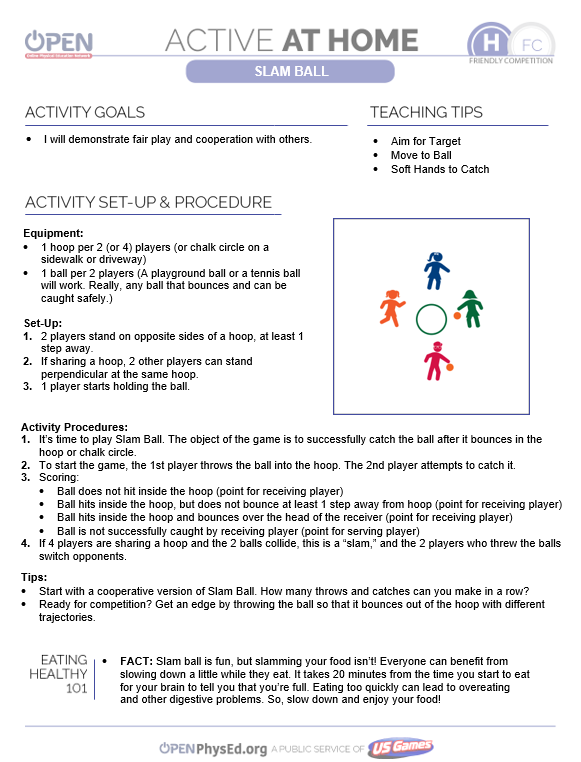 OPEN
Online Physical Education Network
ACTIVE AT HOME
H FC
FRIENDLY COMPETITION
SLAM BALL
ACTIVITY GOALS
• I will demonstrate fair play and cooperation with others.
TEACHING TIPS
• Aim for Target
• Move to Ball
• Soft Hands to Catch
ACTIVITY SET-UP & PROCEDURE
Equipment:
• 1 hoop per 2 (or 4) players (or chalk circle on a
sidewalk or driveway)
• 1 ball per 2 players (A playground ball or a tennis ball
will work. Really, any ball that bounces and can be
caught safely.)
Set-Up:
1. 2 players stand on opposite sides of a hoop, at least 1
step away.
2. If sharing a hoop, 2 other players can stand
perpendicular at the same hoop.
3. 1 player starts holding the ball.
Activity Procedures:
1. It's time to play Slam Ball. The object of the game is to successfully catch the ball after it bounces in the
hoop or chalk circle.
2. To start the game, the 1st player throws the ball into the hoop. The 2nd player attempts to catch it.
3. Scoring:
• Ball does not hit inside the hoop (point for receiving player)
• Ball hits inside the hoop, but does not bounce at least 1 step away from hoop (point for receiving player)
• Ball hits inside the hoop and bounces over the head of the receiver (point for receiving player)
• Ball is not successfully caught by receiving player (point for serving player)
4. If 4 players are sharing a hoop and the 2 balls collide, this is a “slam,” and the 2 players who threw the balls
switch opponents.
Tips:
• Start with a cooperative version of Slam Ball. How many throws and catches can you make in a row?
• Ready for competition? Get an edge by throwing the ball so that it bounces out of the hoop with different
trajectories.
EATING
HEALTHY
101
• FACT: Slam ball is fun, but slamming your food isn't! Everyone can benefit from
slowing down a little while they eat. It takes 20 minutes from the time you start to eat
for your brain to tell you that you're full. Eating too quickly can lead to overeating
and other digestive problems. So, slow down and enjoy your food!
OPENPhysEd.org A PUBLIC SERVICE OF US Games